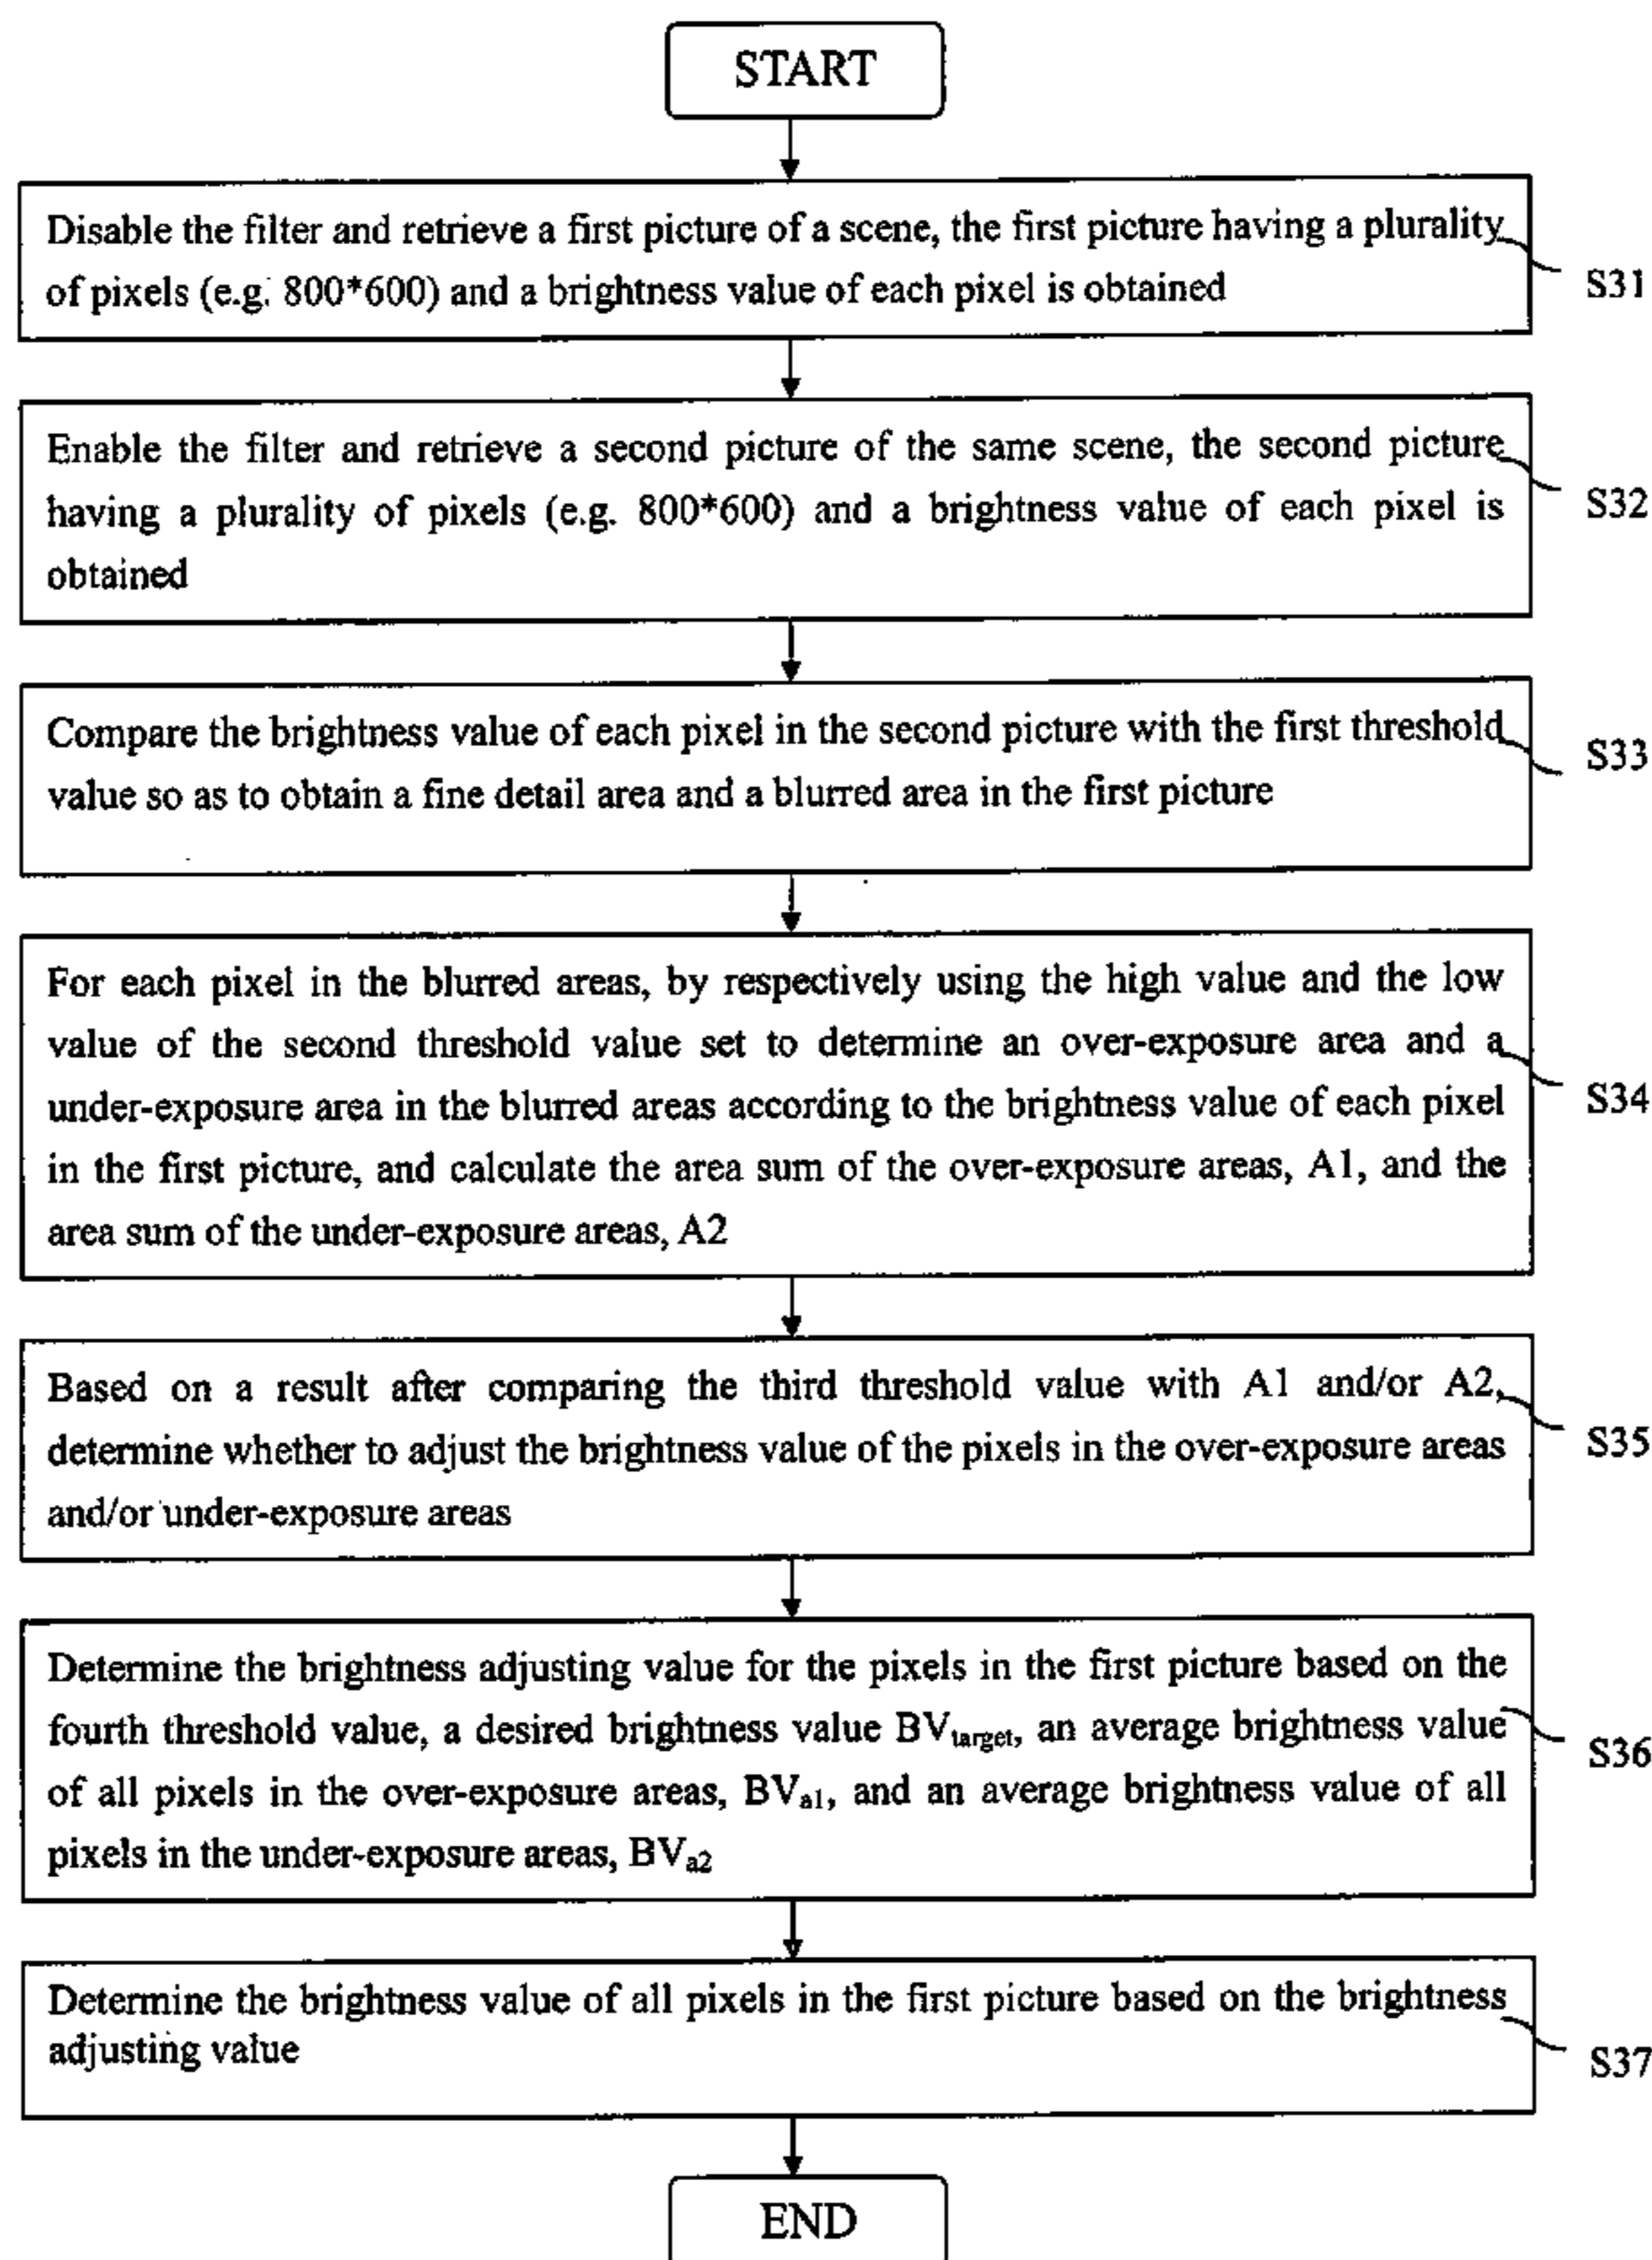 START
Disable the filter and retrieve a first picture of a scene, the first picture having a plurality
of pixels (e.g. 800*600) and a brightness value of each pixel is obtained
S31
Enable the filter and retrieve a second picture of the same scene, the second picture
having a plurality of pixels (e.g. 800*600) and a brightness value of each pixel is
obtained
S32
Compare the brightness value of each pixel in the second picture with the first threshold
value so as to obtain a fine detail area and a blurred area in the first picture
S33
For each pixel in the blurred areas, by respectively using the high value and the low
value of the second threshold value set to determine an over-exposure area and a
under-exposure area in the blurred areas according to the brightness value of each pixel
in the first picture, and calculate the area sum of the over-exposure areas, A1, and the
area sum of the under-exposure areas, A2
S34
Based on a result after comparing the third threshold value with A1 and/or A2,
determine whether to adjust the brightness value of the pixels in the over-exposure areas
and/or under-exposure areas
S35
Determine the brightness adjusting value for the pixels in the first picture based on the
fourth threshold value, a desired brightness value BVtarget, an average brightness value
of all pixels in the over-exposure areas, BVa1, and an average brightness value of all
pixels in the under-exposure areas, BVa2
S36
Determine the brightness value of all pixels in the first picture based on the brightness
adjusting value
S37
END